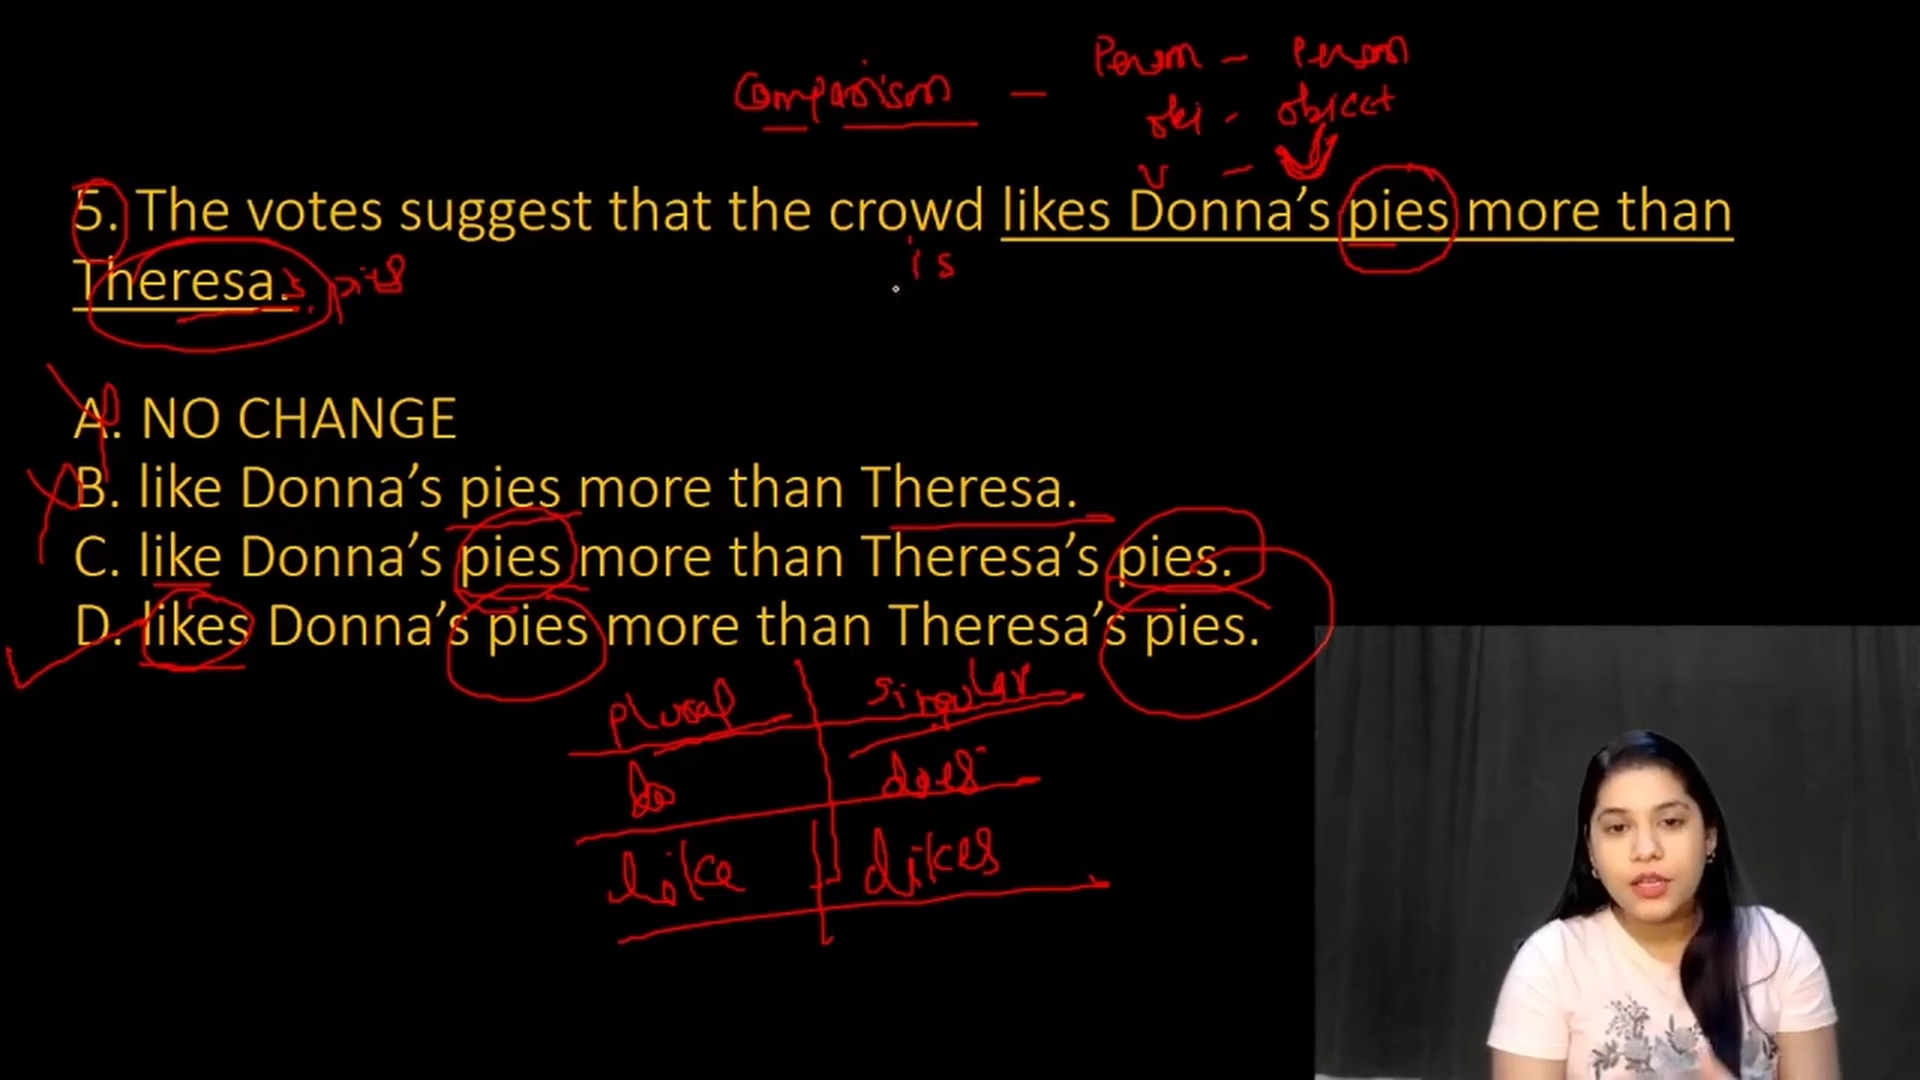 Comparison — Person - Person
obj - object
v -
5. The votes suggest that the crowd likes Donna's pies more than
is
Theresa. 's pies
A. NO CHANGE
B. like Donna's pies more than Theresa.
C. like Donna's pies more than Theresa's pies.
D. likes Donna's pies more than Theresa's pies.
plural singular
do does
like likes